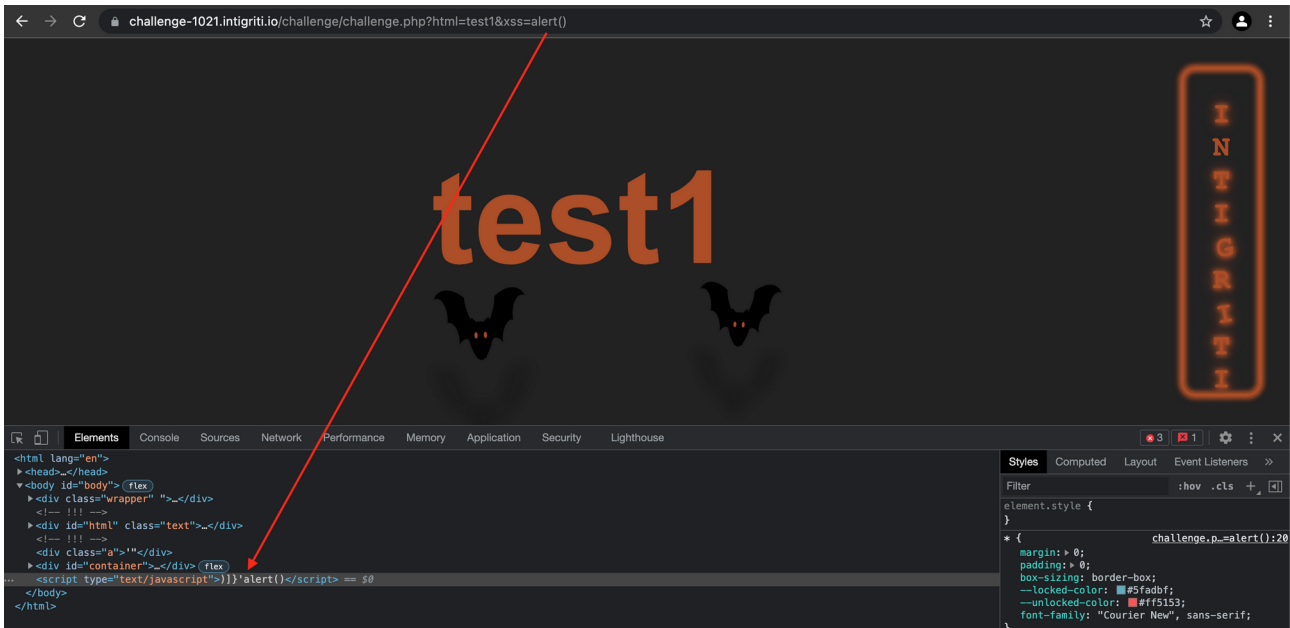 challenge-1021.intigriti.io/challenge/challenge.php?html=test1&xss=alert()
test1
I
N
T
I
G
R
I
T
I
Elements Console Sources Network Performance Memory Application Security Lighthouse 3 1
<html lang="en">
<head>…</head>
<body id="body"> flex
<div class="wrapper" ">…</div>
<!-- !!! -->
<div id="html" class="text">…</div>
<!-- !!! -->
<div class="a">'"</div>
<div id="container">…</div> flex
… <script type="text/javascript">)]}'alert()</script> == $0
</body>
</html>
Styles Computed Layout Event Listeners »
Filter :hov .cls +
element.style {
}
* { challenge.p…=alert():20
margin: 0;
padding: 0;
box-sizing: border-box;
--locked-color: #5fadbf;
--unlocked-color: #ff5153;
font-family: "Courier New", sans-serif;
}